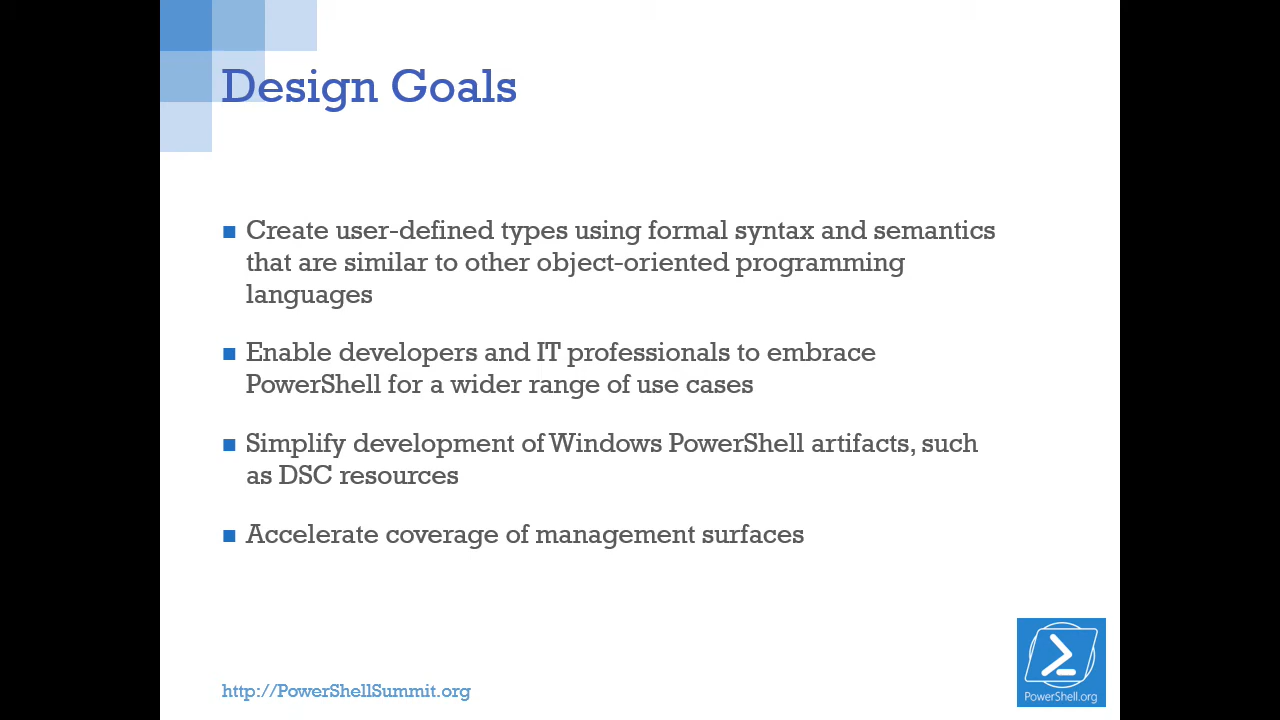 Design Goals
Create user-defined types using formal syntax and semantics
that are similar to other object-oriented programming
languages
Enable developers and IT professionals to embrace
PowerShell for a wider range of use cases
Simplify development of Windows PowerShell artifacts, such
as DSC resources
Accelerate coverage of management surfaces
http://PowerShellSummit.org
PowerShell.org